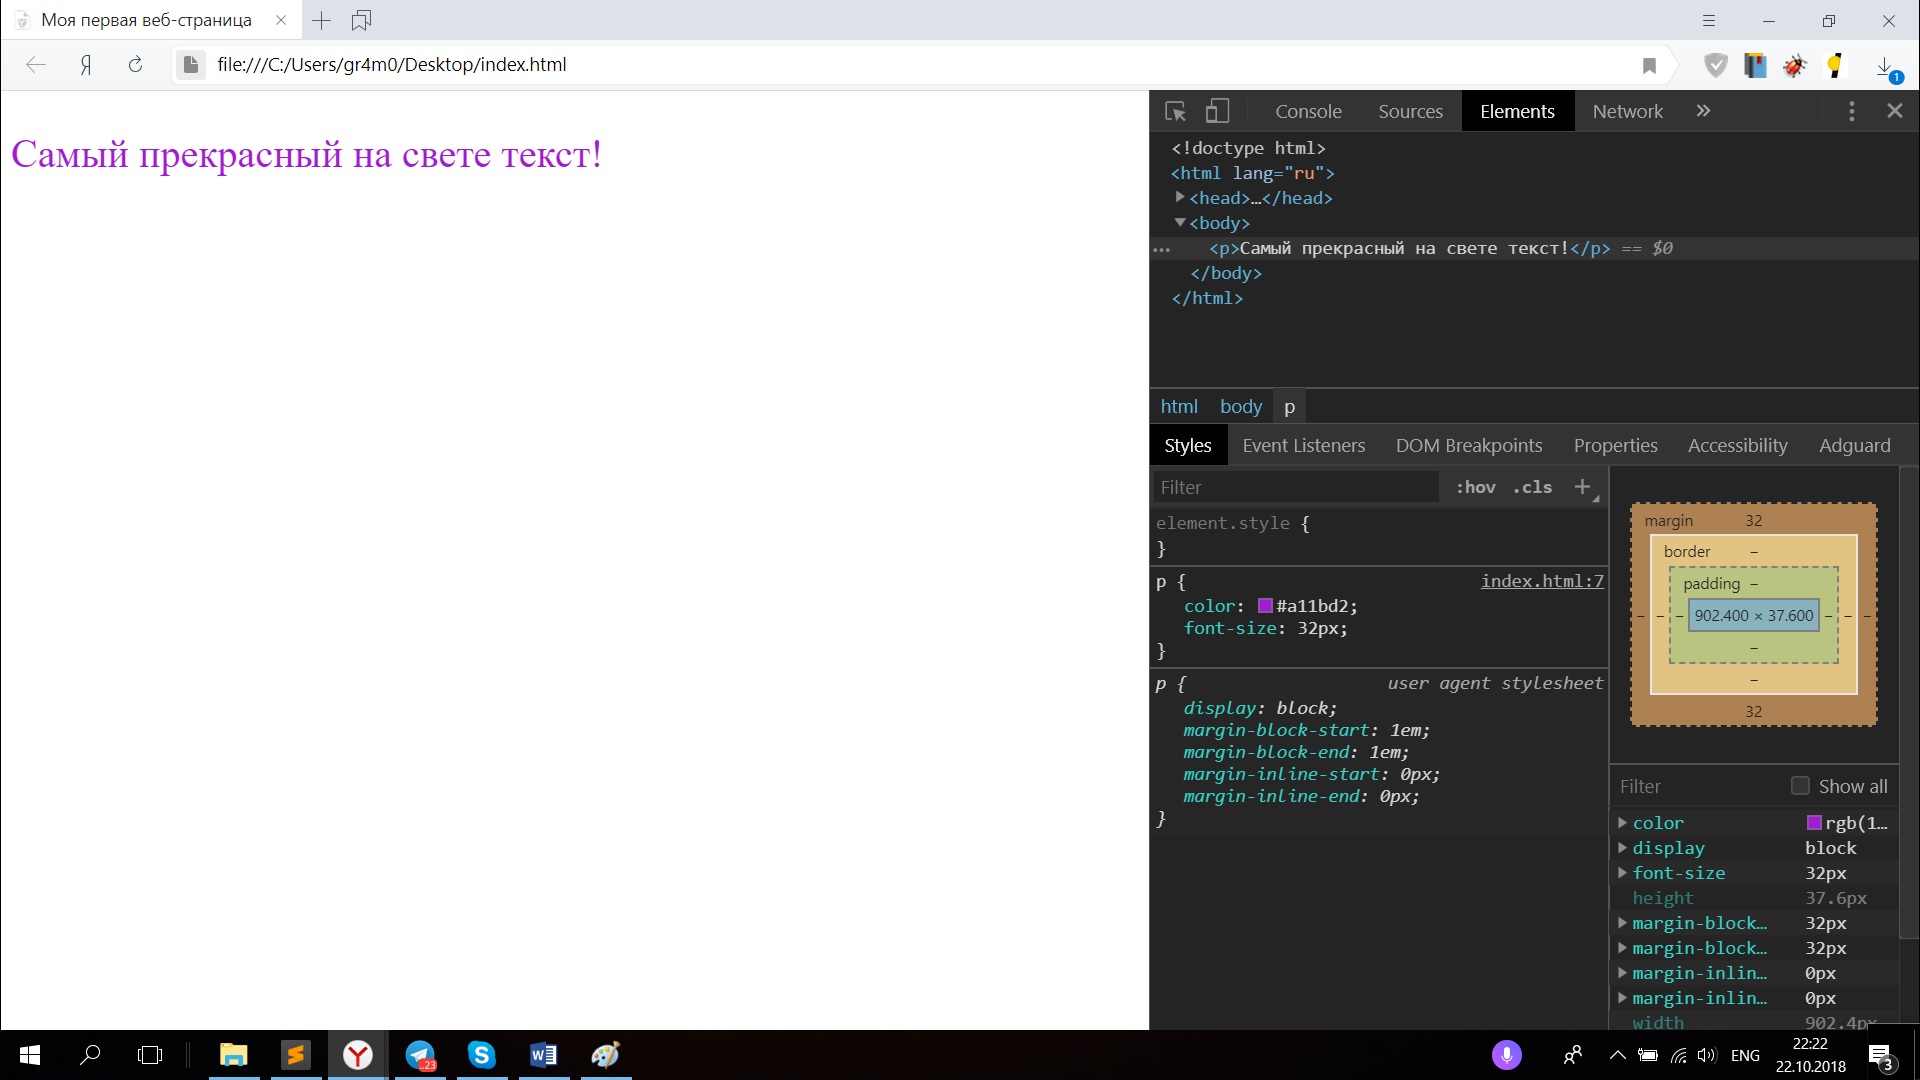 Моя первая веб-страница
Я
file:///C:/Users/gr4m0/Desktop/index.html
1
Самый прекрасный на свете текст!
Console Sources Elements Network »
<!doctype html>
<html lang="ru">
<head>…</head>
<body>
<p>Самый прекрасный на свете текст!</p> == $0
</body>
</html>
html body p
Styles Event Listeners DOM Breakpoints Properties Accessibility Adguard
Filter :hov .cls +
element.style {
}
p { index.html:7
color: #a11bd2;
font-size: 32px;
}
p { user agent stylesheet
display: block;
margin-block-start: 1em;
margin-block-end: 1em;
margin-inline-start: 0px;
margin-inline-end: 0px;
}
margin 32
border –
padding –
– – – 902.400 × 37.600 – – –
–
–
32
Filter Show all
color rgb(1…
display block
font-size 32px
height 37.6px
margin-block… 32px
margin-block… 32px
margin-inlin… 0px
margin-inlin… 0px
width 902.4px
23
ENG
22:22
22.10.2018
3